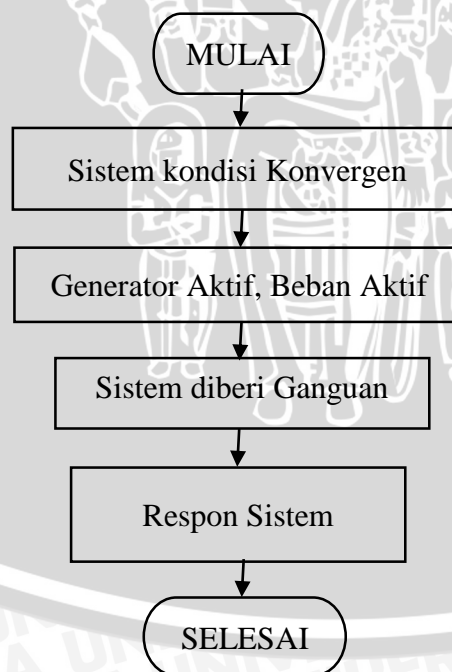 MULAI
Sistem kondisi Konvergen
Generator Aktif, Beban Aktif
Sistem diberi Ganguan
Respon Sistem
SELESAI